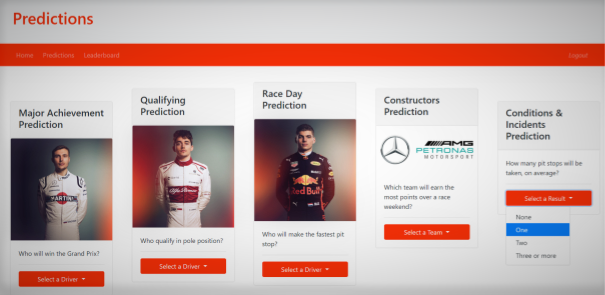 Predictions
Home Predictions Leaderboard Logout
Major Achievement
Prediction
MARTINI
Who will win the Grand Prix?
Select a Driver
Qualifying
Prediction
Alfa Romeo
Who qualify in pole position?
Select a Driver
Race Day
Prediction
Red Bull
Who will make the fastest pit
stop?
Select a Driver
Constructors
Prediction
AMG
PETRONAS
MOTORSPORT
Which team will earn the
most points over a race
weekend?
Select a Team
Conditions &
Incidents
Prediction
How many pit stops will be
taken, on average?
Select a Result
None
One
Two
Three or more